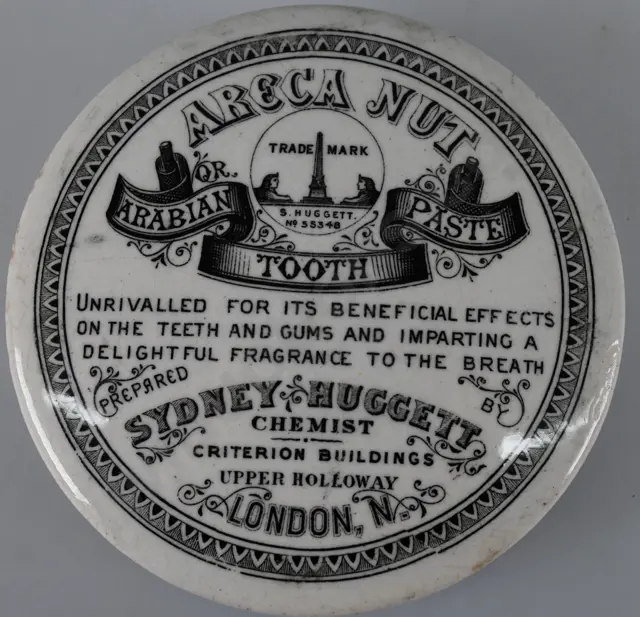 ARECA NUT
OR
ARABIAN TOOTH PASTE
TRADE MARK
S. HUGGETT.
No 55348
UNRIVALLED FOR ITS BENEFICIAL EFFECTS
ON THE TEETH AND GUMS AND IMPARTING A
DELIGHTFUL FRAGRANCE TO THE BREATH
PREPARED BY
SYDNEY HUGGETT
CHEMIST
CRITERION BUILDINGS
UPPER HOLLOWAY
LONDON, N.